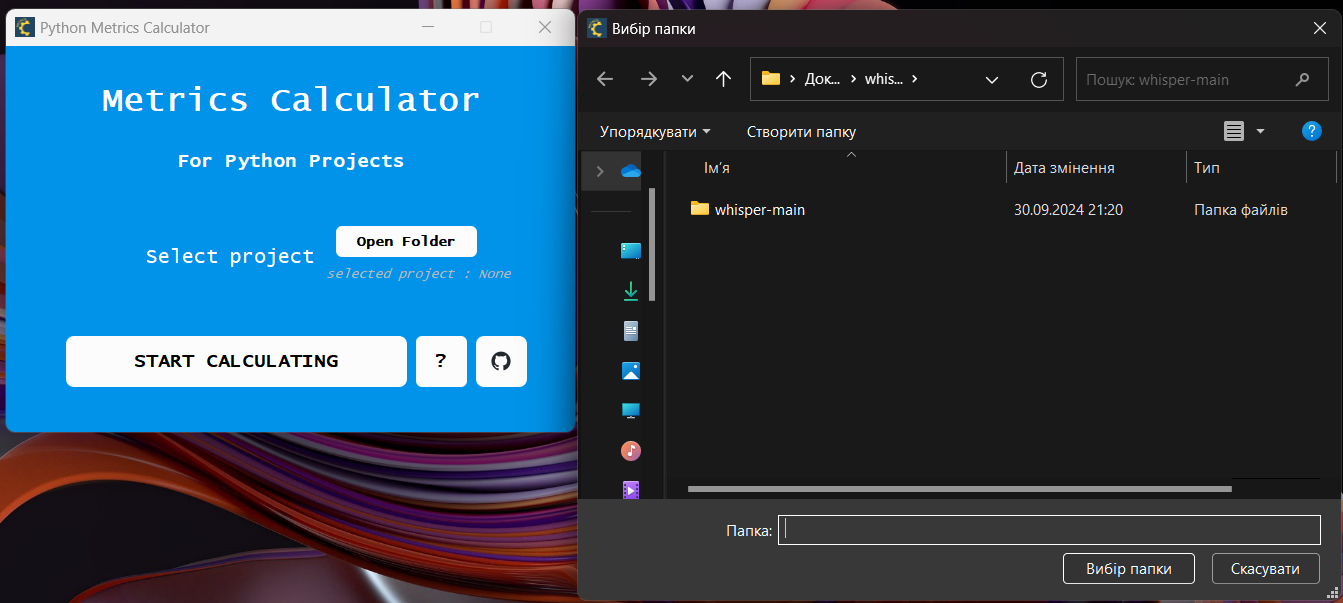 Python Metrics Calculator
Metrics Calculator
For Python Projects
Select project
Open Folder
selected project : None
START CALCULATING
?
Вибір папки
Док...
whis...
Пошук: whisper-main
Упорядкувати
Створити папку
?
Ім’я
Дата змінення
Тип
whisper-main
30.09.2024 21:20
Папка файлів
Папка:
Вибір папки
Скасувати